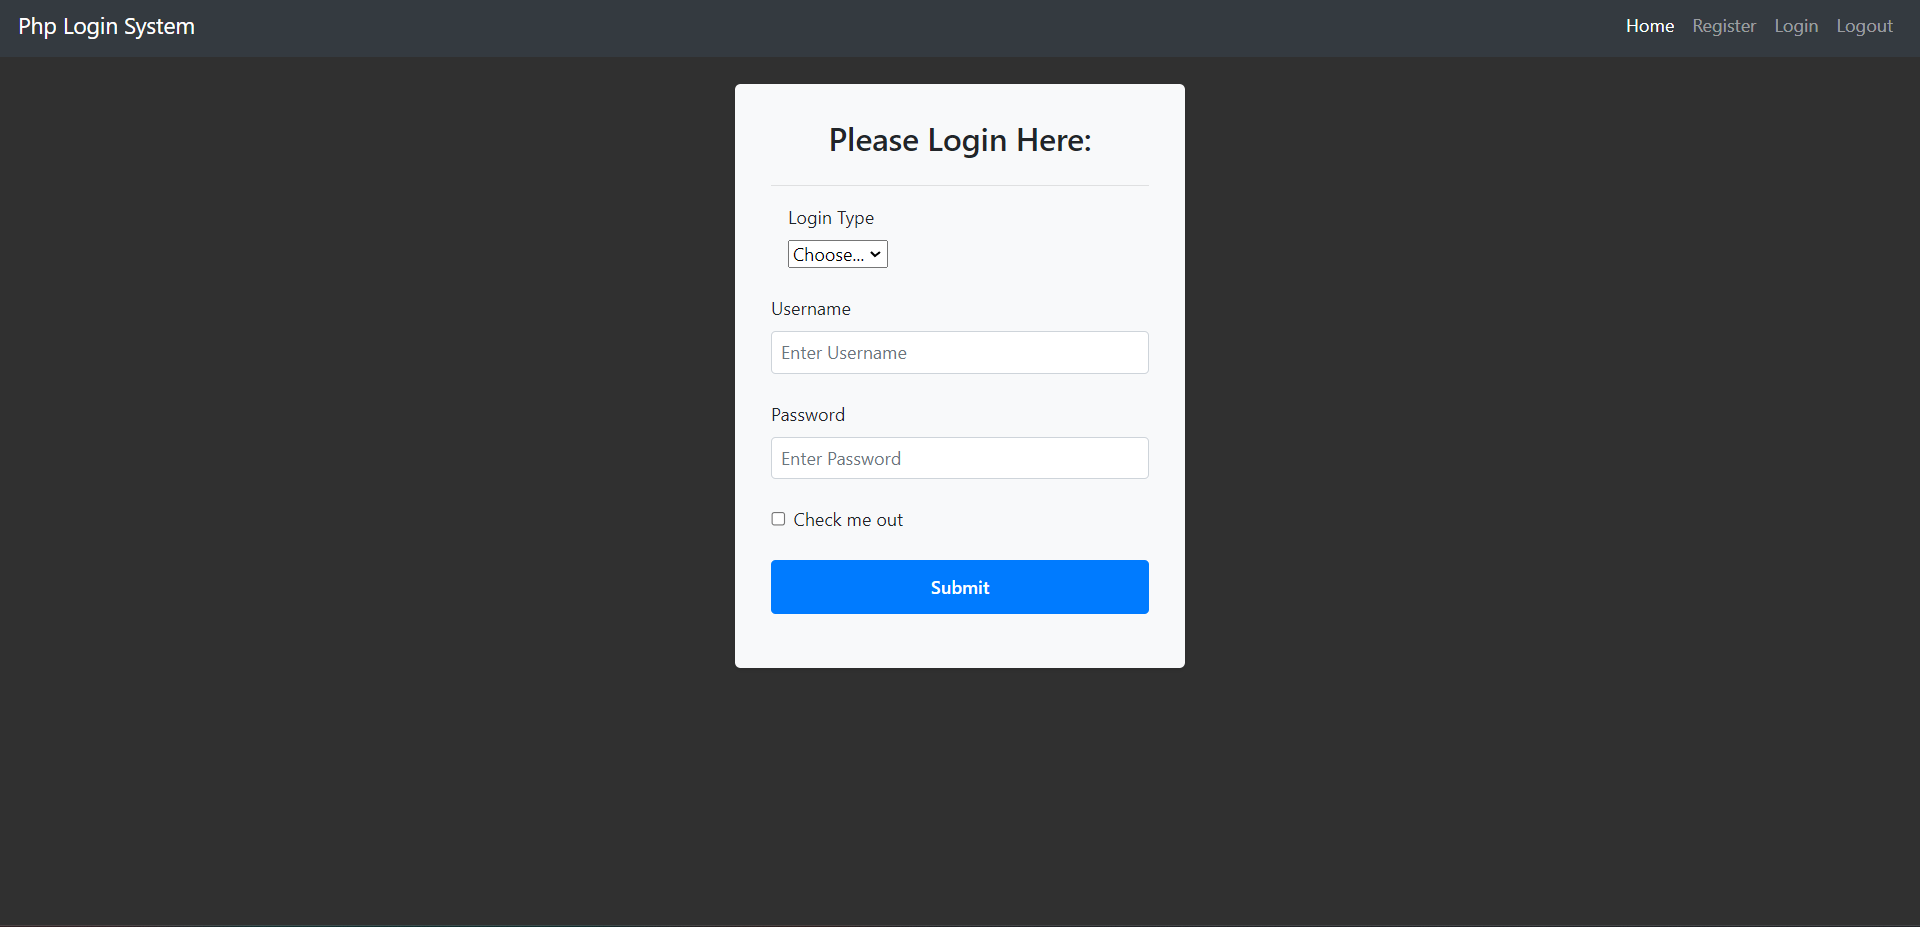 Php Login System
Home Register Login Logout
Please Login Here:
Login Type
Choose...
Username
Enter Username
Password
Enter Password
Check me out
Submit